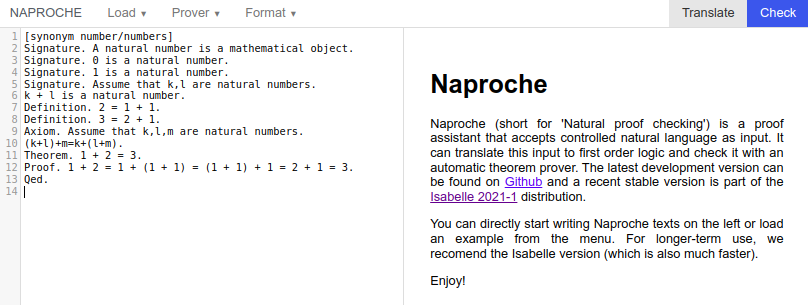 NAPROCHE Load ▾ Prover ▾ Format ▾ Translate Check
1 [synonym number/numbers]
2 Signature. A natural number is a mathematical object.
3 Signature. 0 is a natural number.
4 Signature. 1 is a natural number.
5 Signature. Assume that k,l are natural numbers.
6 k + l is a natural number.
7 Definition. 2 = 1 + 1.
8 Definition. 3 = 2 + 1.
9 Axiom. Assume that k,l,m are natural numbers.
10 (k+l)+m=k+(l+m).
11 Theorem. 1 + 2 = 3.
12 Proof. 1 + 2 = 1 + (1 + 1) = (1 + 1) + 1 = 2 + 1 = 3.
13 Qed.
14
Naproche
Naproche (short for 'Natural proof checking') is a proof
assistant that accepts controlled natural language as input. It
can translate this input to first order logic and check it with an
automatic theorem prover. The latest development version can
be found on Github and a recent stable version is part of the
Isabelle 2021-1 distribution.
You can directly start writing Naproche texts on the left or load
an example from the menu. For longer-term use, we
recomend the Isabelle version (which is also much faster).
Enjoy!